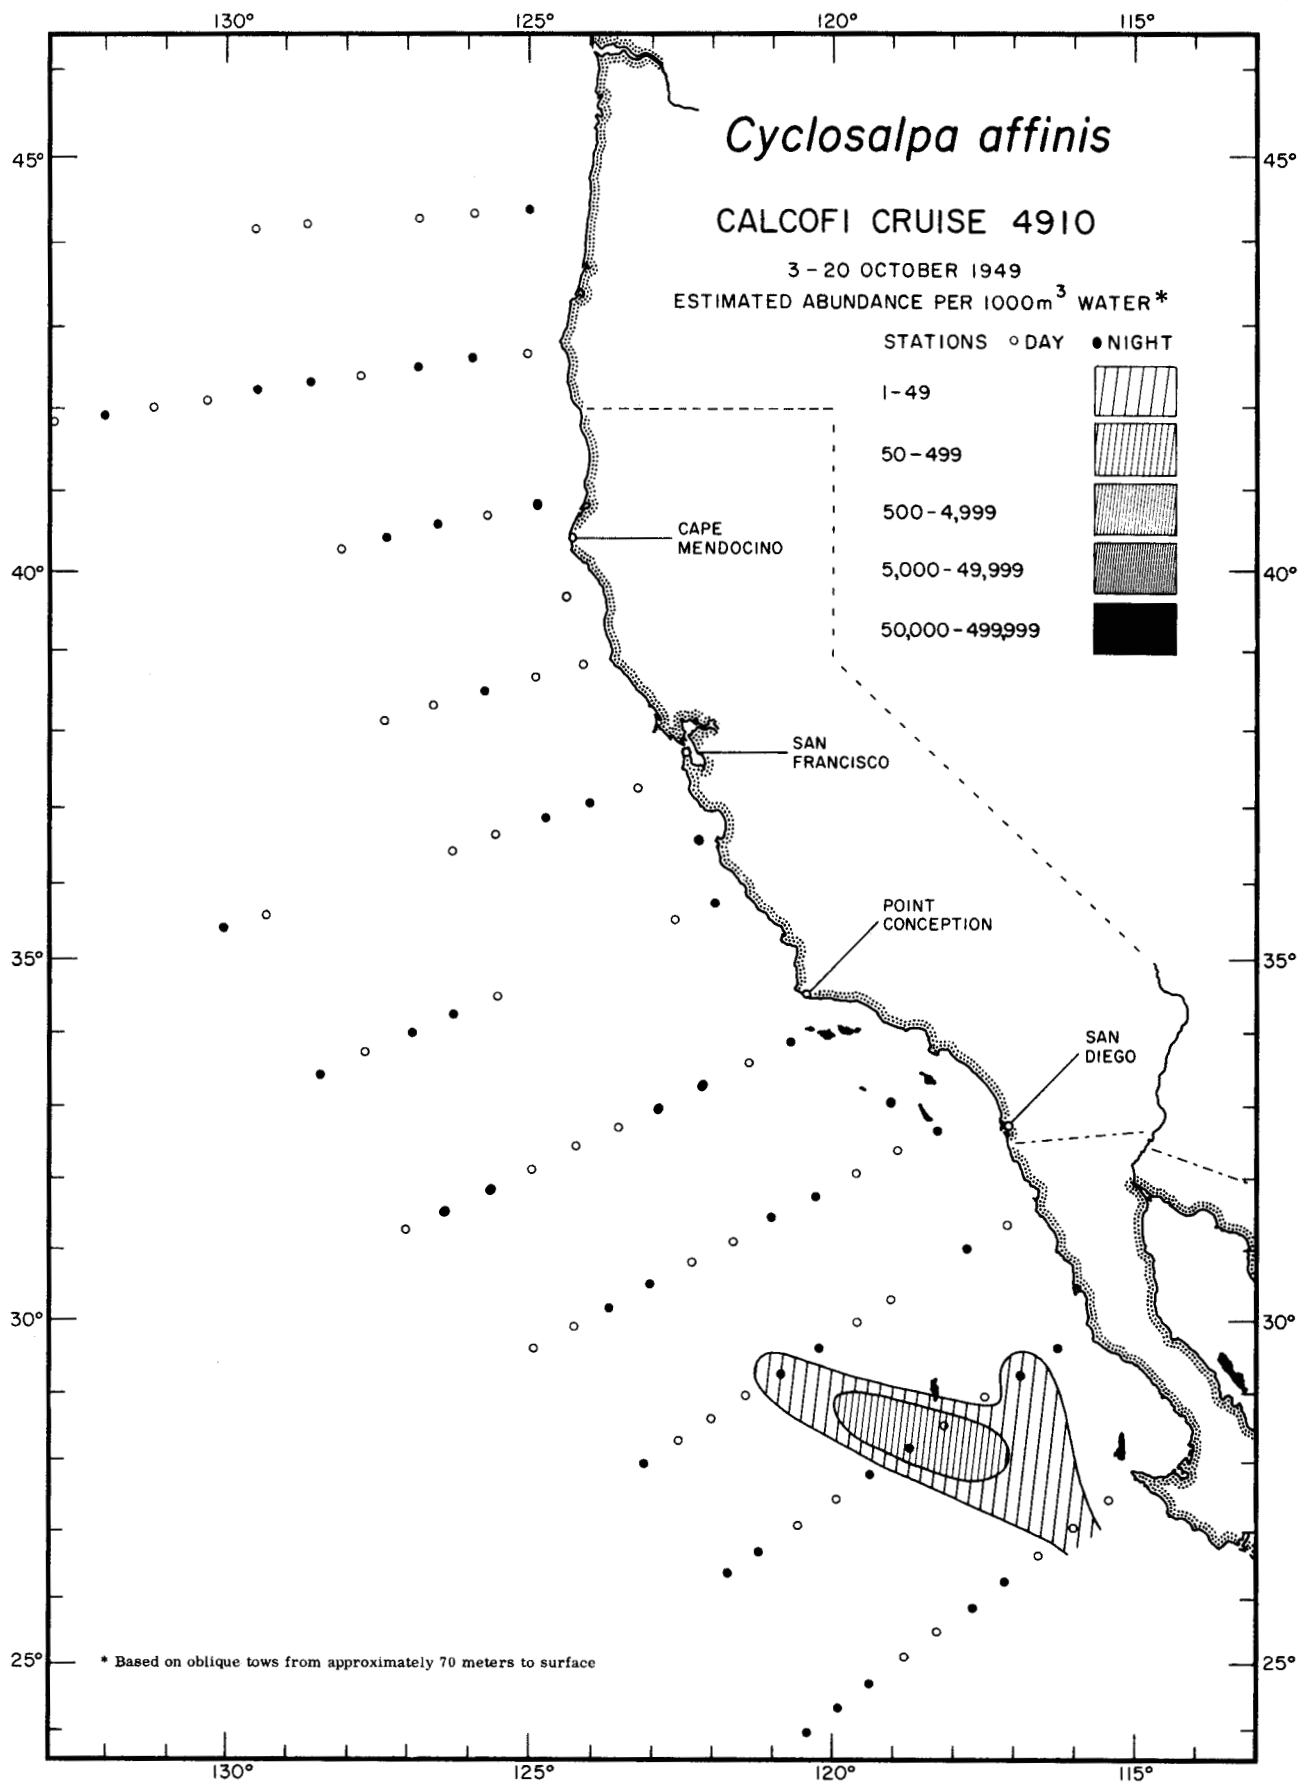 130° 125° 120° 115°
Cyclosalpa affinis
45° 45°
CALCOFI CRUISE 4910
3-20 OCTOBER 1949
ESTIMATED ABUNDANCE PER 1000m³ WATER*
STATIONS DAY NIGHT
1-49
50-499
500-4,999
CAPE
MENDOCINO
40° 5,000-49,999 40°
50,000-499,999
SAN
FRANCISCO
POINT
CONCEPTION
35° 35°
SAN
DIEGO
30° 30°
25° * Based on oblique tows from approximately 70 meters to surface 25°
130° 125° 120° 115°